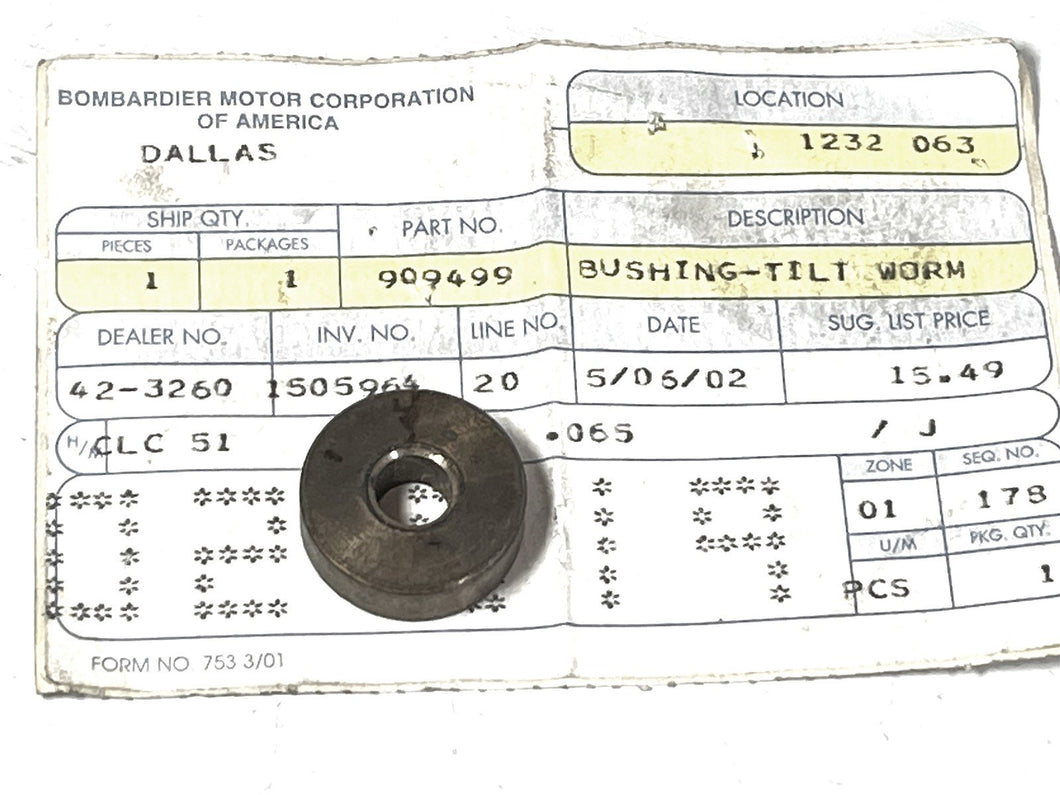 BOMBARDIER MOTOR CORPORATION
OF AMERICA
DALLAS
LOCATION
1232 063
SHIP QTY.
PIECES PACKAGES PART NO. DESCRIPTION
1 1 909499 BUSHING-TILT WORM
DEALER NO. INV. NO. LINE NO. DATE SUG. LIST PRICE
42-3260 1505964 20 5/06/02 15.49
H/M CLC 51 .065 / J
ZONE SEQ. NO.
01 178
U/M PKG. QTY.
PCS 1
FORM NO. 753 3/01